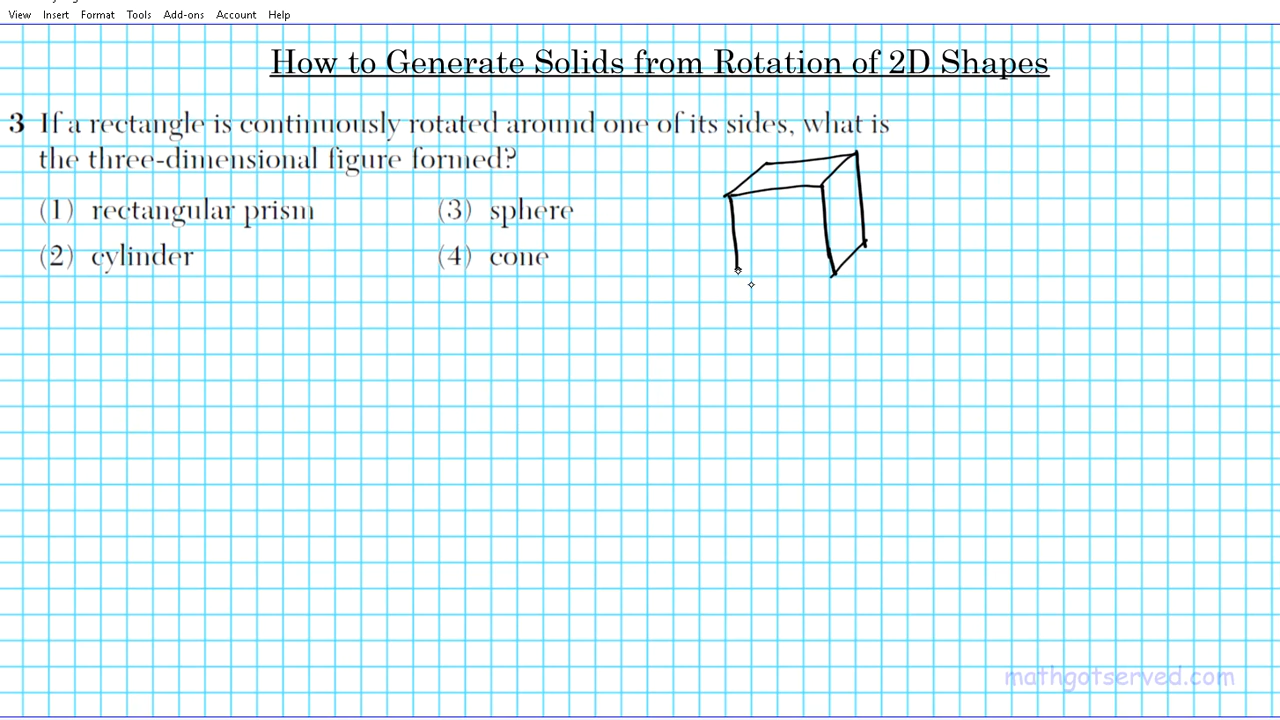 View Insert Format Tools Add-ons Account Help
How to Generate Solids from Rotation of 2D Shapes
3 If a rectangle is continuously rotated around one of its sides, what is
the three-dimensional figure formed?
(1) rectangular prism (3) sphere
(2) cylinder (4) cone
mathgotserved.com